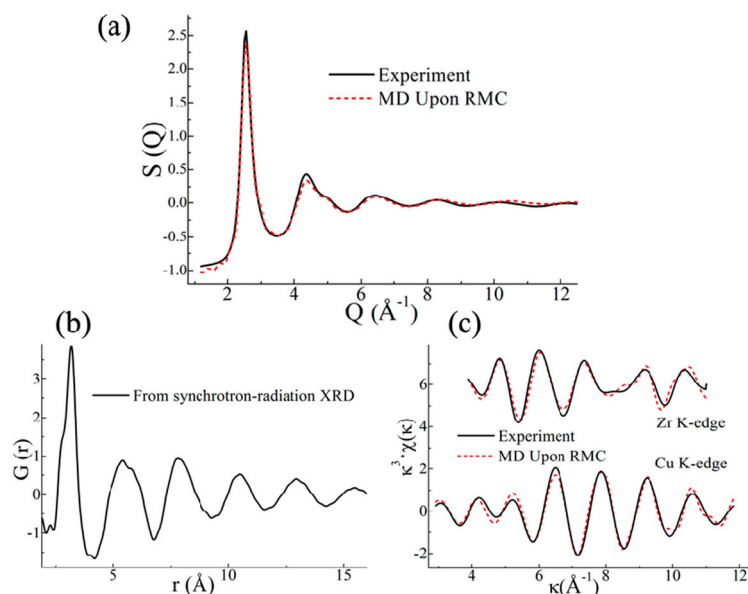 (a)
2.5
2.0
1.5
1.0
0.5
0.0
-0.5
-1.0
S (Q)
Experiment
MD Upon RMC
2 4 6 8 10 12
Q (Å⁻¹)
(b)
3
2
1
0
-1
G (r)
From synchrotron-radiation XRD
5 10 15
r (Å)
(c)
8
6
4
2
0
-2
κ³·χ(κ)
Zr K-edge
Experiment
MD Upon RMC
Cu K-edge
4 6 8 10 12
κ(Å⁻¹)